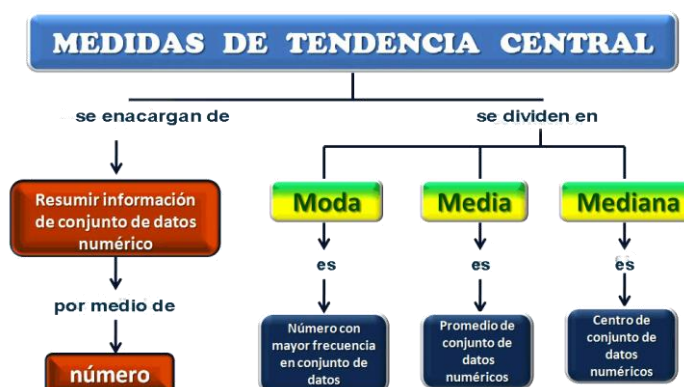 MEDIDAS DE TENDENCIA CENTRAL
se enacargan de
se dividen en
Resumir información
de conjunto de datos
numérico
Moda
Media
Mediana
es
es
es
por medio de
número
Número con
mayor frecuencia
en conjunto de
datos
Promedio de
conjunto de
datos
numéricos
Centro de
conjunto de
datos
numéricos